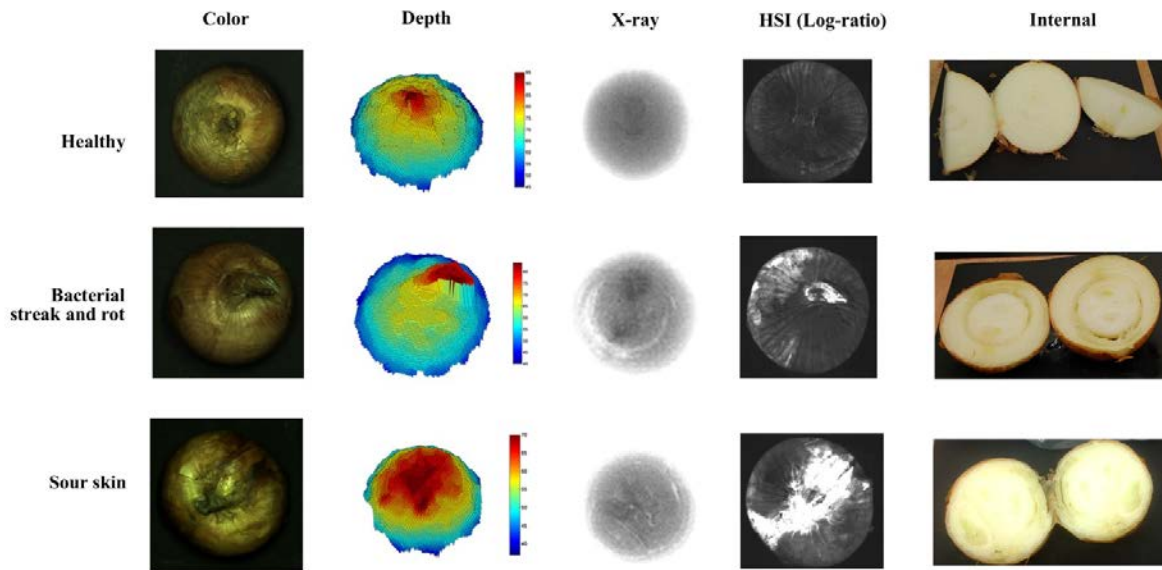 Color Depth X-ray HSI (Log-ratio) Internal
Healthy
Bacterial
streak and rot
Sour skin